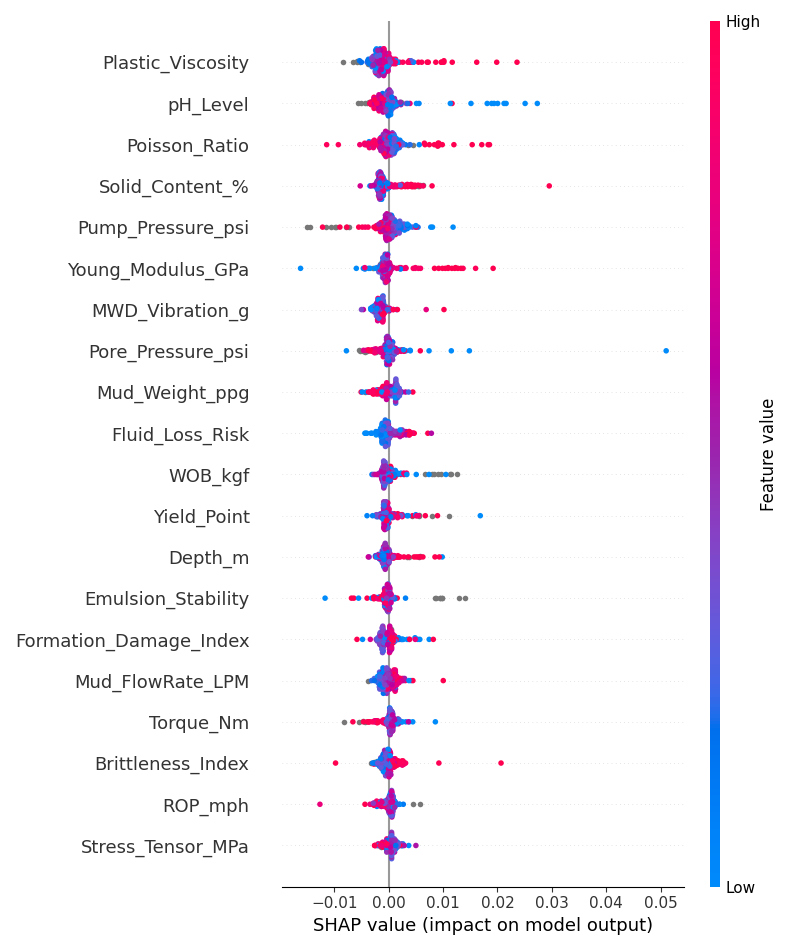 High
Plastic_Viscosity
pH_Level
Poisson_Ratio
Solid_Content_%
Pump_Pressure_psi
Young_Modulus_GPa
MWD_Vibration_g
Pore_Pressure_psi
Mud_Weight_ppg
Fluid_Loss_Risk
WOB_kgf
Yield_Point
Depth_m
Emulsion_Stability
Formation_Damage_Index
Mud_FlowRate_LPM
Torque_Nm
Brittleness_Index
ROP_mph
Stress_Tensor_MPa
Feature value
Low
−0.01 0.00 0.01 0.02 0.03 0.04 0.05
SHAP value (impact on model output)